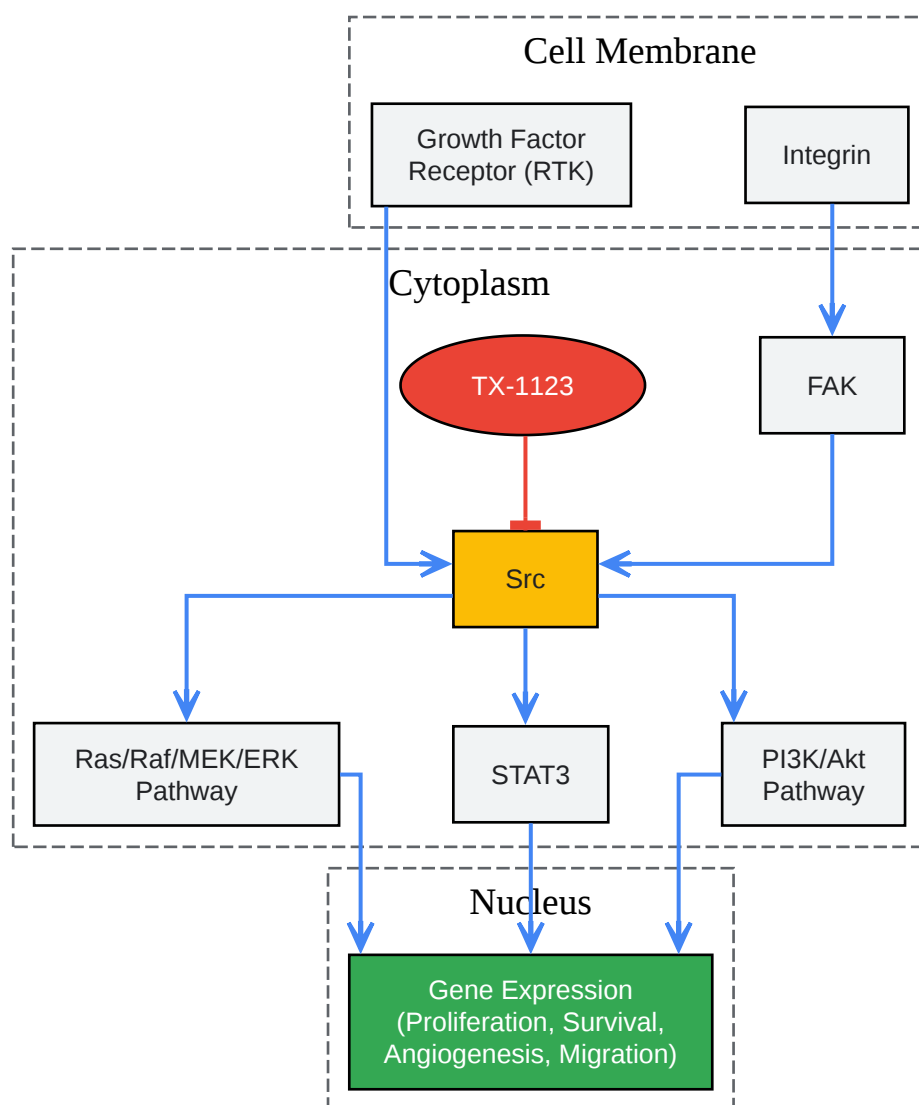 Cell Membrane
Growth Factor
Receptor (RTK)
Integrin
Cytoplasm
TX-1123
FAK
Src
Ras/Raf/MEK/ERK
Pathway
STAT3
PI3K/Akt
Pathway
Nucleus
Gene Expression
(Proliferation, Survival,
Angiogenesis, Migration)